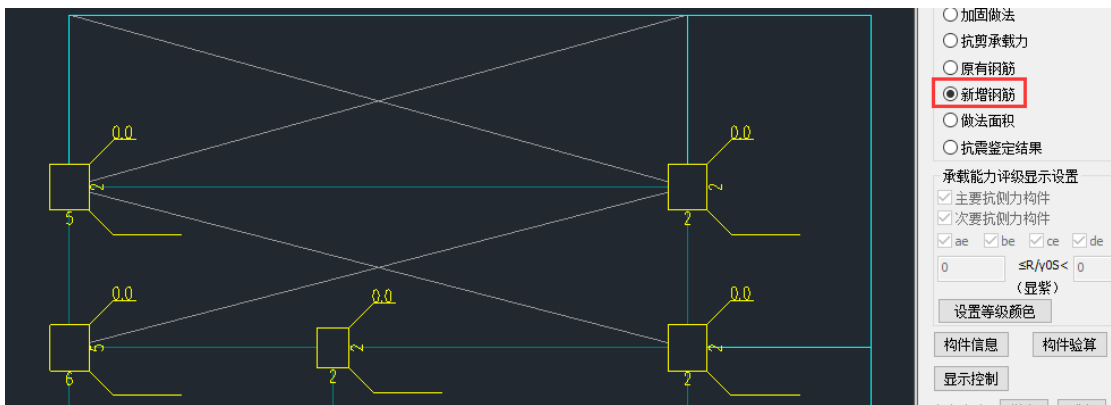 加固做法
抗剪承载力
原有钢筋
新增钢筋
做法面积
抗震鉴定结果
承载能力评级显示设置
主要抗侧力构件
次要抗侧力构件
ae be ce de
0 ≤R/γ0S< 0
(显紫)
设置等级颜色
构件信息 构件验算
显示控制
0.0 0.0
2 2
5 2
0.0 0.0 0.0
5 2 2
6 2 2